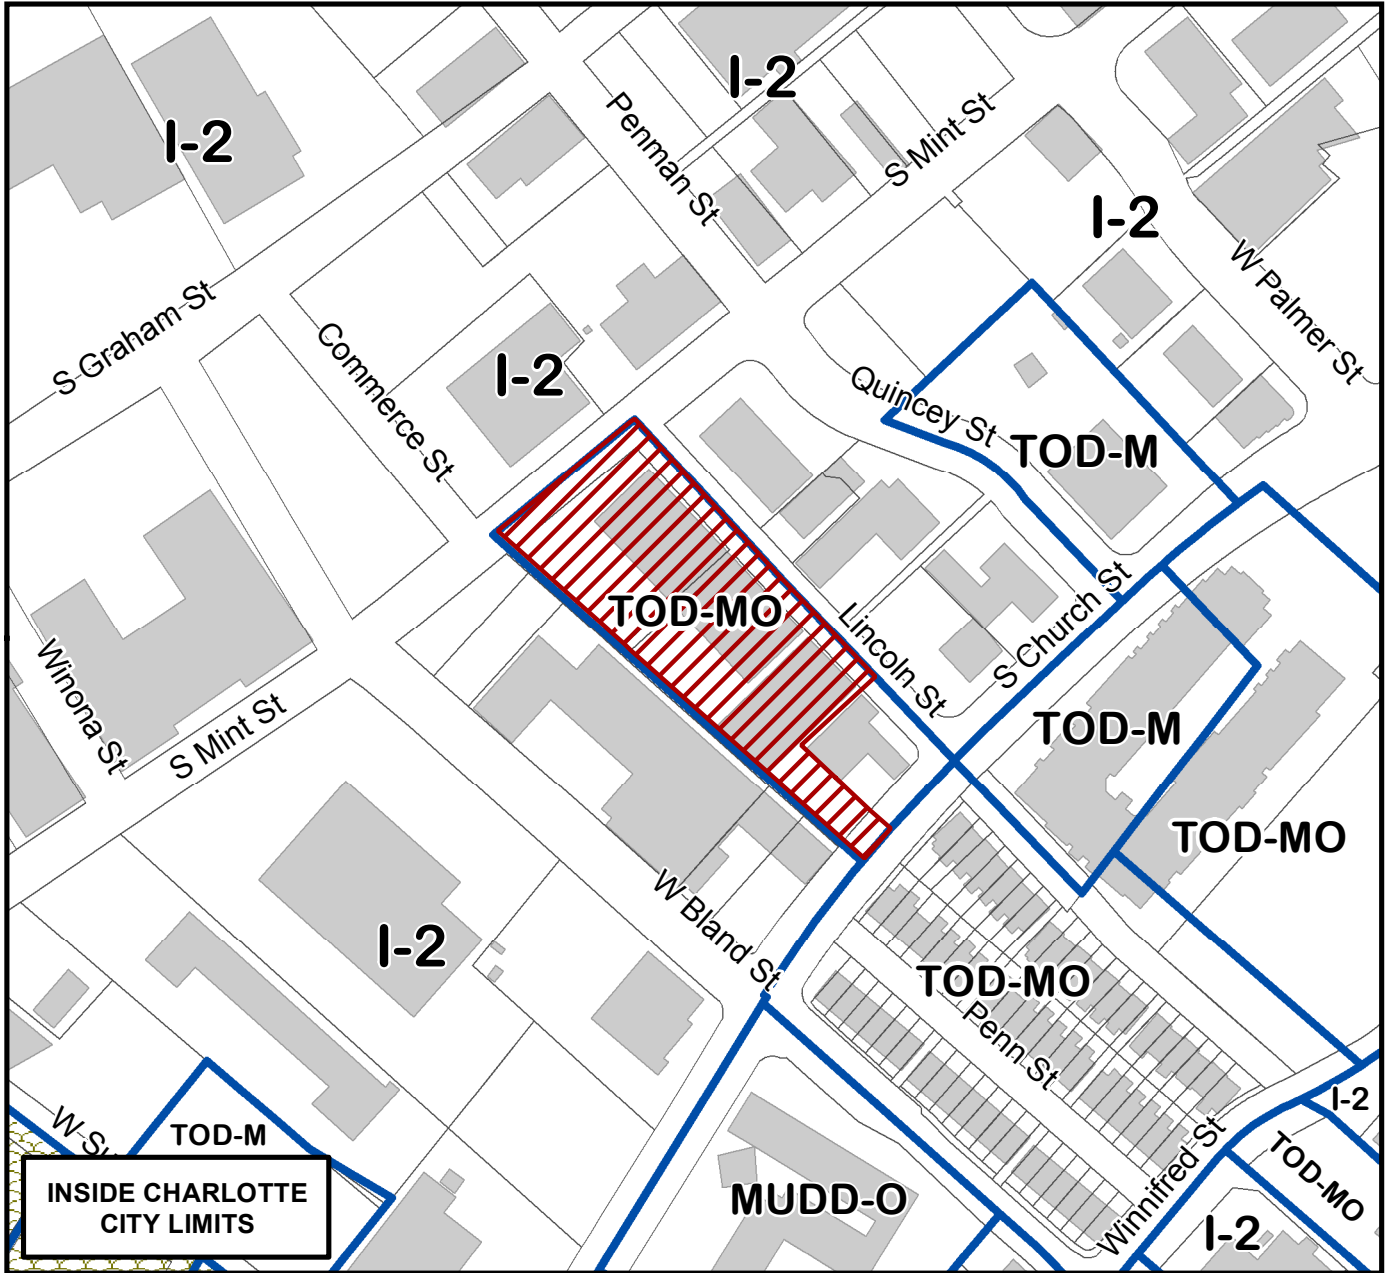 I-2
I-2
Penman St
S Mint St
I-2
W Palmer St
S Graham St
Commerce St
I-2
Quincey St
TOD-M
TOD-MO
Lincoln St
S Church St
Winona St
S Mint St
TOD-M
TOD-MO
W Bland St
I-2
TOD-MO
Penn St
I-2
W Su
TOD-M
Winnifred St
TOD-MO
INSIDE CHARLOTTE
CITY LIMITS
MUDD-O
I-2